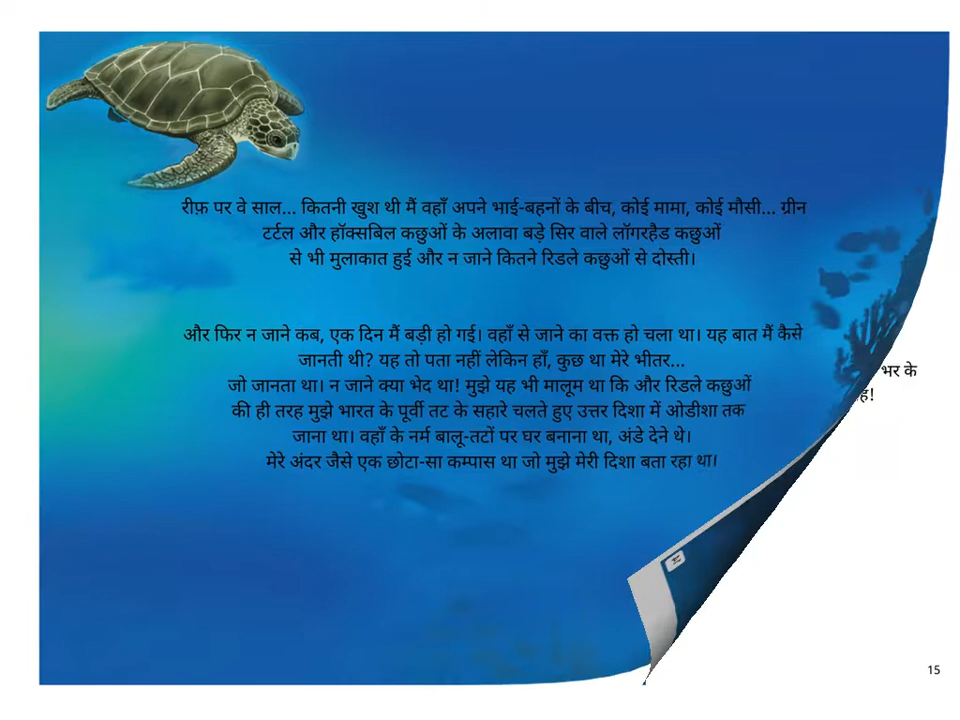 रीफ़ पर वे साल... कितनी खुश थी मैं वहाँ अपने भाई-बहनों के बीच, कोई मामा, कोई मौसी... ग्रीन
टर्टल और हॉक्सबिल कछुओं के अलावा बड़े सिर वाले लॉगरहैड कछुओं
से भी मुलाकात हुई और न जाने कितने रिडले कछुओं से दोस्ती।
और फिर न जाने कब, एक दिन मैं बड़ी हो गई। वहाँ से जाने का वक्त हो चला था। यह बात मैं कैसे
जानती थी? यह तो पता नहीं लेकिन हाँ, कुछ था मेरे भीतर...
जो जानता था। न जाने क्या भेद था! मुझे यह भी मालूम था कि और रिडले कछुओं
की ही तरह मुझे भारत के पूर्वी तट के सहारे चलते हुए उत्तर दिशा में ओडीशा तक
जाना था। वहाँ के नर्म बालू-तटों पर घर बनाना था, अंडे देने थे।
मेरे अंदर जैसे एक छोटा-सा कम्पास था जो मुझे मेरी दिशा बता रहा था।
भर के
15